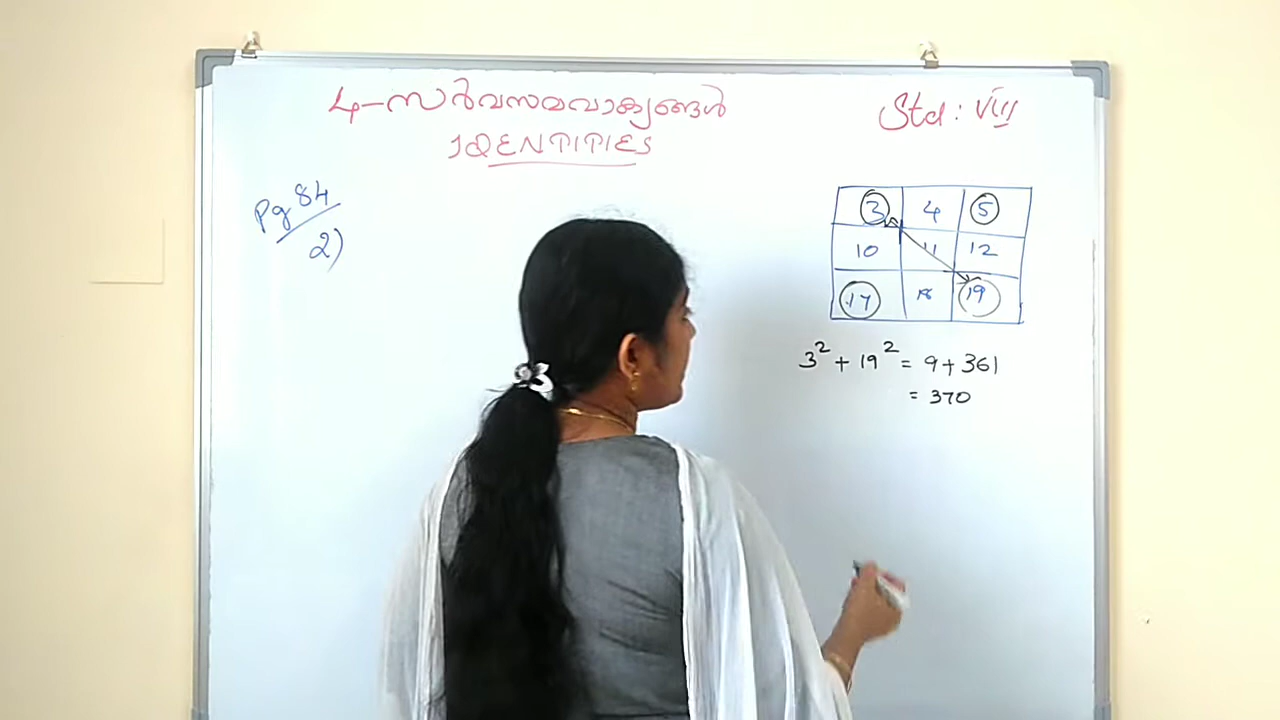 4-സർവസമവാക്യങ്ങൾ
IDENTITIES
Std: VIII
Pg 84
2)
3 4 5
10 11 12
17 18 19
3² + 19² = 9 + 361
= 370